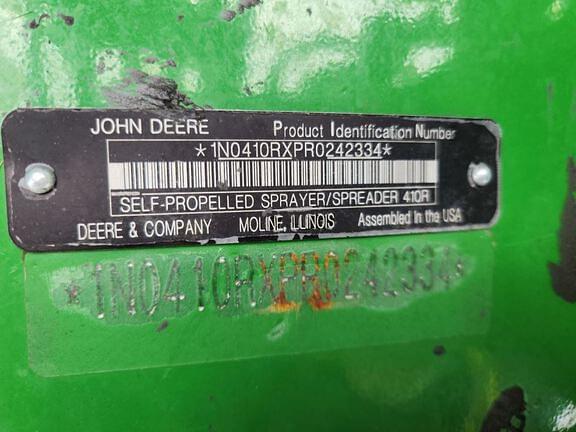 JOHN DEERE Product Identification Number
*1N0410RXPR0242334*
SELF-PROPELLED SPRAYER/SPREADER 410R
DEERE & COMPANY MOLINE, ILLINOIS Assembled in the USA
*1N0410RXPR0242334*